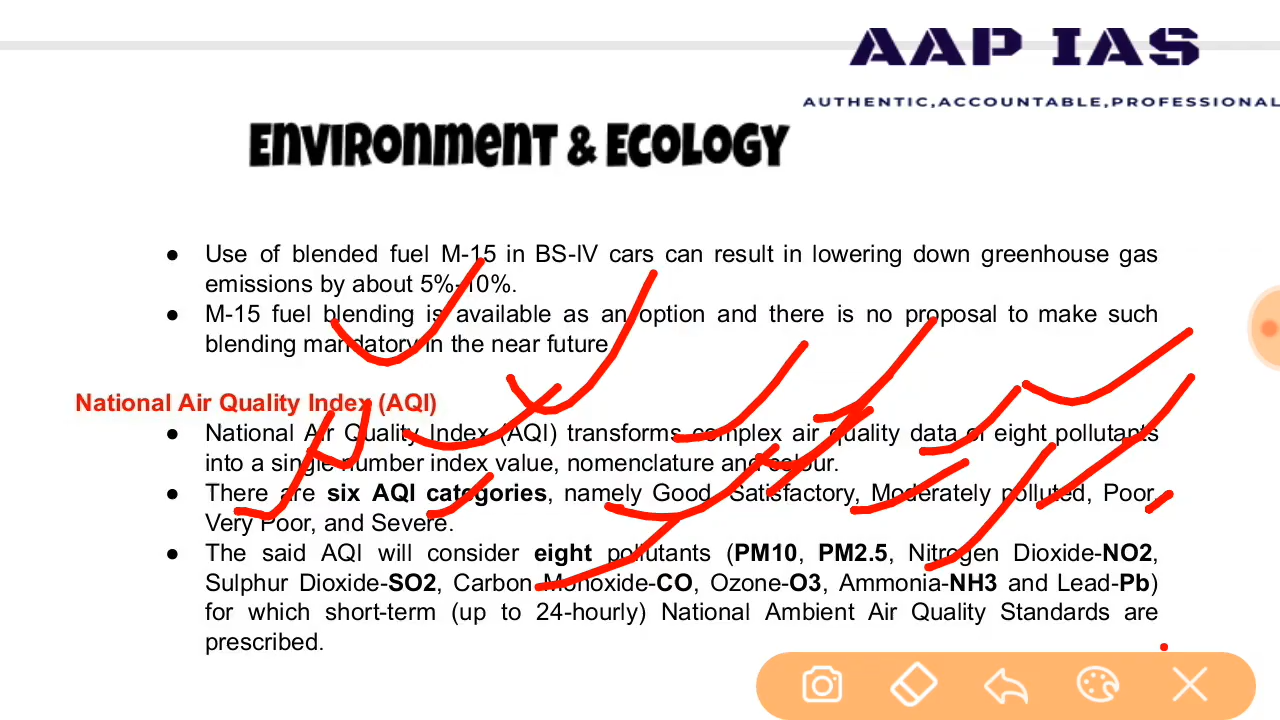 AAP IAS
AUTHENTIC,ACCOUNTABLE,PROFESSIONAL
ENVIRONMENT & ECOLOGY
● Use of blended fuel M-15 in BS-IV cars can result in lowering down greenhouse gas
emissions by about 5%-10%.
● M-15 fuel blending is available as an option and there is no proposal to make such
blending mandatory in the near future
National Air Quality Index (AQI)
● National Air Quality Index (AQI) transforms complex air quality data of eight pollutants
into a single number index value, nomenclature and colour.
● There are six AQI categories, namely Good, Satisfactory, Moderately polluted, Poor,
Very Poor, and Severe.
● The said AQI will consider eight pollutants (PM10, PM2.5, Nitrogen Dioxide-NO2,
Sulphur Dioxide-SO2, Carbon Monoxide-CO, Ozone-O3, Ammonia-NH3 and Lead-Pb)
for which short-term (up to 24-hourly) National Ambient Air Quality Standards are
prescribed.